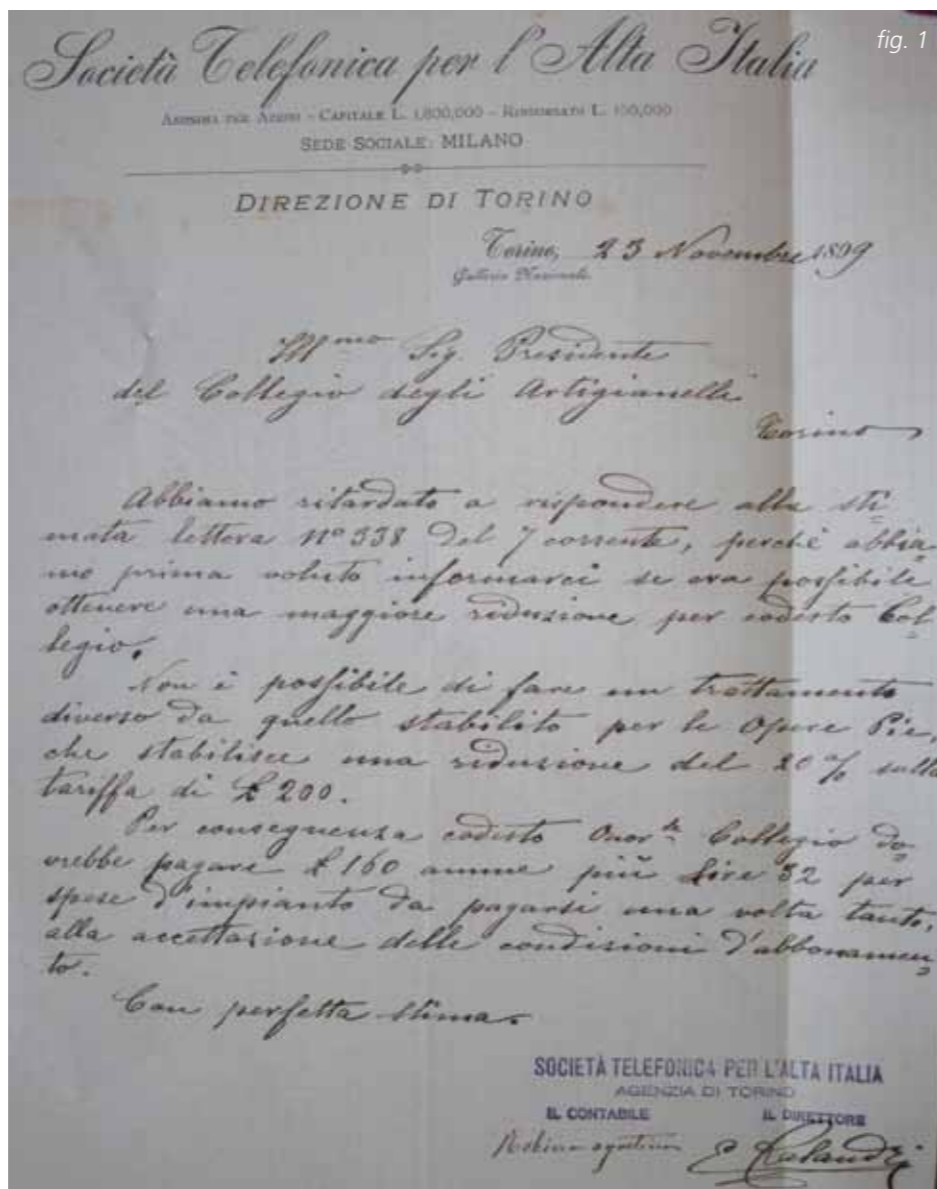 fig. 1
Società Telefonica per l'Alta Italia
Anonima per Azioni - Capitale L. 1,800,000 - Rimborsati L. 100,000
Sede Sociale: MILANO
Direzione di Torino
Torino, 23 Novembre 1899
Galleria Nazionale
Ill.mo Sig. Presidente
del Collegio degli Artigianelli
Torino
Abbiamo ritardato a rispondere alla sti
mata lettera Nº 338 del 7 corrente, perchè abbia
mo prima voluto informarci se era possibile
ottenere una maggiore riduzione per codesto Col
legio.
Non è possibile di fare un trattamento
diverso da quello stabilito per le Opere Pie,
che stabilisce una riduzione del 20 % sulla
tariffa di £ 200.
Per conseguenza codesto Onor.le Collegio do
vrebbe pagare £ 160 annue più Lire 32 per
spese d'impianto da pagarsi una volta tanto,
alla accettazione delle condizioni d'abbonamen
to.
Con perfetta stima.
SOCIETÀ TELEFONICA PER L'ALTA ITALIA
AGENZIA DI TORINO
IL CONTABILE IL DIRETTORE